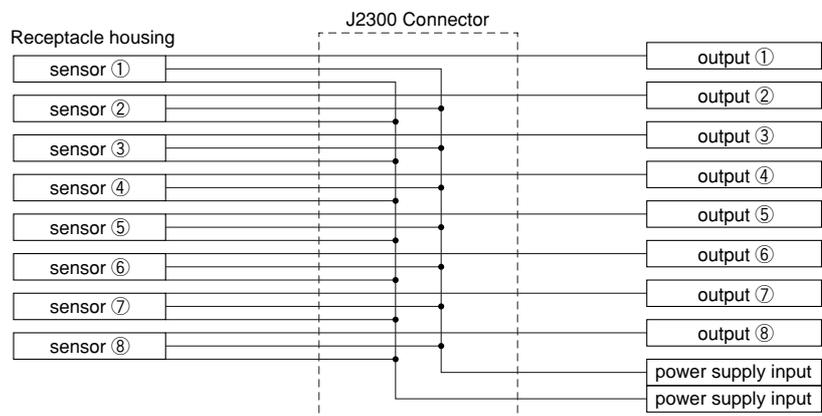 J2300 Connector
Receptacle housing
sensor ①
output ①
sensor ②
output ②
sensor ③
output ③
sensor ④
output ④
sensor ⑤
output ⑤
sensor ⑥
output ⑥
sensor ⑦
output ⑦
sensor ⑧
output ⑧
power supply input
power supply input